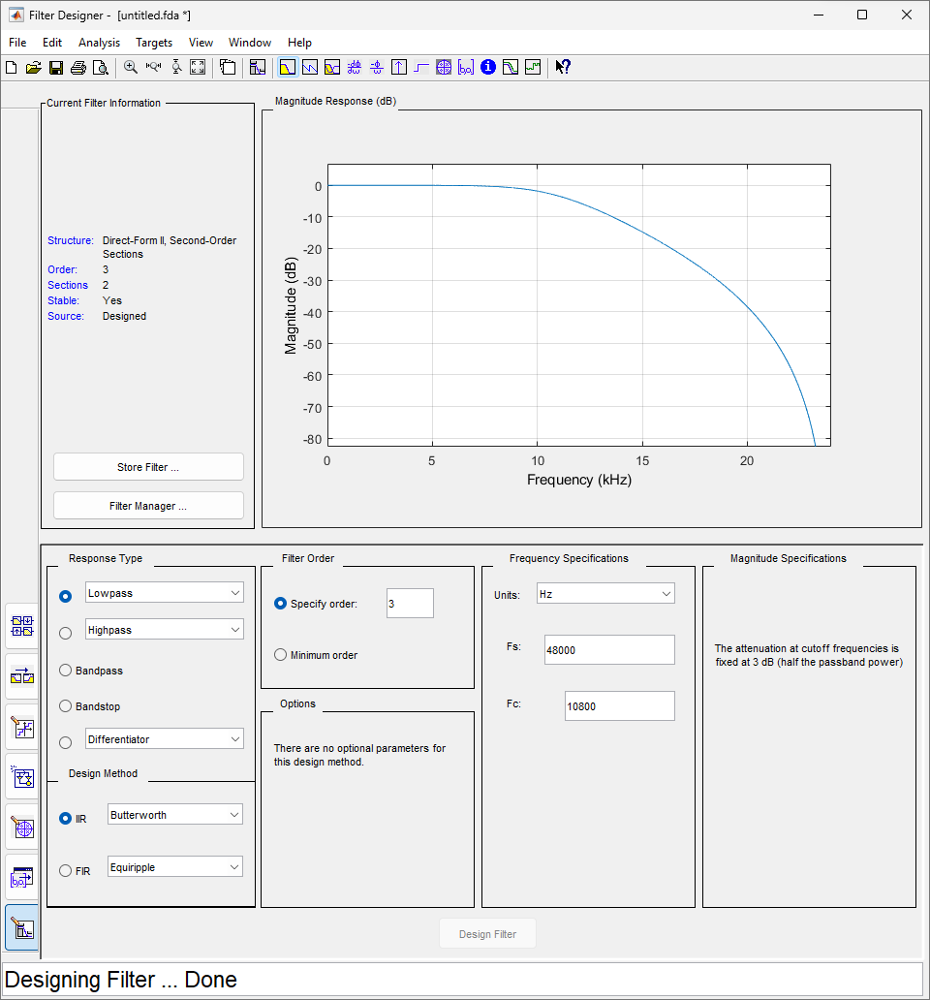 Filter Designer - [untitled.fda *]
File Edit Analysis Targets View Window Help
Current Filter Information
Structure: Direct-Form II, Second-Order
Sections
Order: 3
Sections 2
Stable: Yes
Source: Designed
Store Filter ...
Filter Manager ...
Magnitude Response (dB)
Magnitude (dB)
0
-10
-20
-30
-40
-50
-60
-70
-80
0 5 10 15 20
Frequency (kHz)
Response Type
Lowpass
Highpass
Bandpass
Bandstop
Differentiator
Design Method
IIR Butterworth
FIR Equiripple
Filter Order
Specify order: 3
Minimum order
Options
There are no optional parameters for
this design method.
Frequency Specifications
Units: Hz
Fs: 48000
Fc: 10800
Magnitude Specifications
The attenuation at cutoff frequencies is
fixed at 3 dB (half the passband power)
Design Filter
Designing Filter ... Done